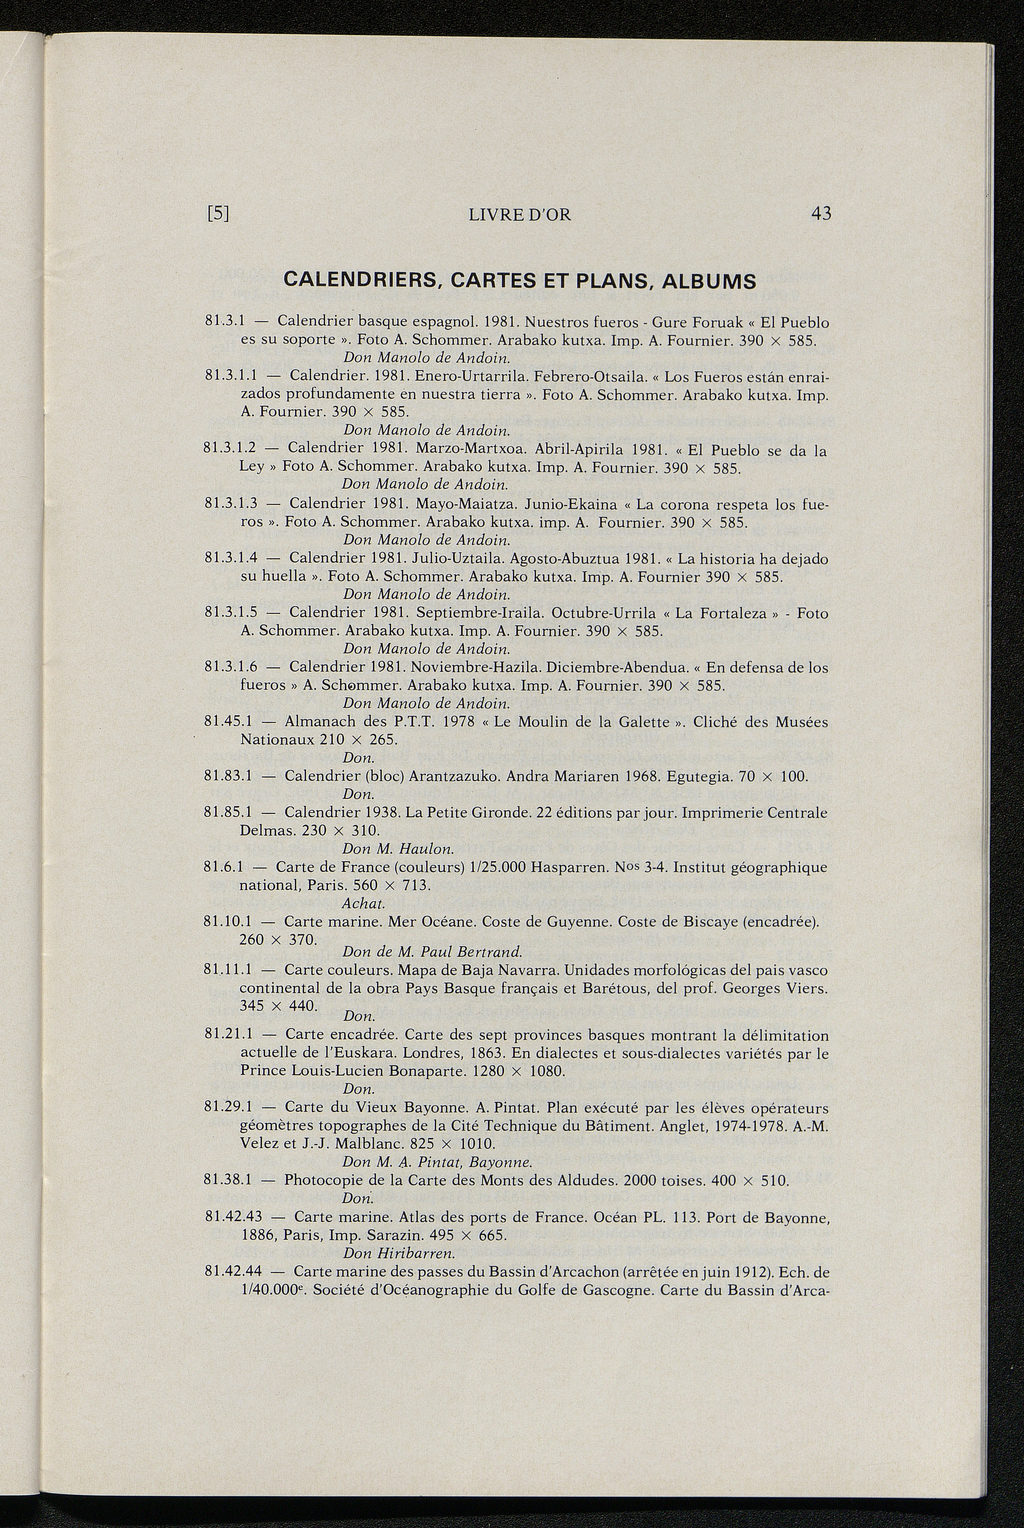 [5] LIVRE D'OR 43
CALENDRIERS, CARTES ET PLANS, ALBUMS
81.3.1 — Calendrier basque espagnol. 1981. Nuestros fueros - Gure Foruak « El Pueblo
es su soporte ». Foto A. Schommer. Arabako kutxa. Imp. A. Fournier. 390 × 585.
Don Manolo de Andoin.
81.3.1.1 — Calendrier. 1981. Enero-Urtarrila. Febrero-Otsaila. « Los Fueros están enrai-
zados profundamente en nuestra tierra ». Foto A. Schommer. Arabako kutxa. Imp.
A. Fournier. 390 × 585.
Don Manolo de Andoin.
81.3.1.2 — Calendrier 1981. Marzo-Martxoa. Abril-Apirila 1981. « El Pueblo se da la
Ley » Foto A. Schommer. Arabako kutxa. Imp. A. Fournier. 390 × 585.
Don Manolo de Andoin.
81.3.1.3 — Calendrier 1981. Mayo-Maiatza. Junio-Ekaina « La corona respeta los fue-
ros ». Foto A. Schommer. Arabako kutxa. imp. A. Fournier. 390 × 585.
Don Manolo de Andoin.
81.3.1.4 — Calendrier 1981. Julio-Uztaila. Agosto-Abuztua 1981. « La historia ha dejado
su huella ». Foto A. Schommer. Arabako kutxa. Imp. A. Fournier 390 × 585.
Don Manolo de Andoin.
81.3.1.5 — Calendrier 1981. Septiembre-Iraila. Octubre-Urrila « La Fortaleza » - Foto
A. Schommer. Arabako kutxa. Imp. A. Fournier. 390 × 585.
Don Manolo de Andoin.
81.3.1.6 — Calendrier 1981. Noviembre-Hazila. Diciembre-Abendua. « En defensa de los
fueros » A. Schommer. Arabako kutxa. Imp. A. Fournier. 390 × 585.
Don Manolo de Andoin.
81.45.1 — Almanach des P.T.T. 1978 « Le Moulin de la Galette ». Cliché des Musées
Nationaux 210 × 265.
Don.
81.83.1 — Calendrier (bloc) Arantzazuko. Andra Mariaren 1968. Egutegia. 70 × 100.
Don.
81.85.1 — Calendrier 1938. La Petite Gironde. 22 éditions par jour. Imprimerie Centrale
Delmas. 230 × 310.
Don M. Haulon.
81.6.1 — Carte de France (couleurs) 1/25.000 Hasparren. Nos 3-4. Institut géographique
national, Paris. 560 × 713.
Achat.
81.10.1 — Carte marine. Mer Océane. Coste de Guyenne. Coste de Biscaye (encadrée).
260 × 370.
Don de M. Paul Bertrand.
81.11.1 — Carte couleurs. Mapa de Baja Navarra. Unidades morfológicas del pais vasco
continental de la obra Pays Basque français et Barétous, del prof. Georges Viers.
345 × 440.
Don.
81.21.1 — Carte encadrée. Carte des sept provinces basques montrant la délimitation
actuelle de l'Euskara. Londres, 1863. En dialectes et sous-dialectes variétés par le
Prince Louis-Lucien Bonaparte. 1280 × 1080.
Don.
81.29.1 — Carte du Vieux Bayonne. A. Pintat. Plan exécuté par les élèves opérateurs
géomètres topographes de la Cité Technique du Bâtiment. Anglet, 1974-1978. A.-M.
Velez et J.-J. Malblanc. 825 × 1010.
Don M. A. Pintat, Bayonne.
81.38.1 — Photocopie de la Carte des Monts des Aldudes. 2000 toises. 400 × 510.
Don.
81.42.43 — Carte marine. Atlas des ports de France. Océan PL. 113. Port de Bayonne,
1886, Paris, Imp. Sarazin. 495 × 665.
Don Hiribarren.
81.42.44 — Carte marine des passes du Bassin d'Arcachon (arrêtée en juin 1912). Ech. de
1/40.000e. Société d'Océanographie du Golfe de Gascogne. Carte du Bassin d'Arca-